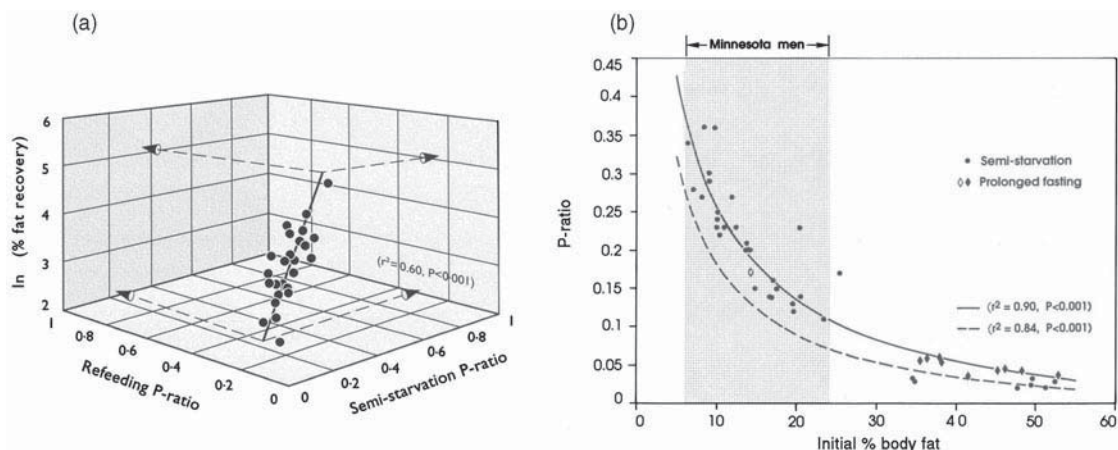 (a)
6
5
4
3
2
ln (% fat recovery)
1
0·8
0·6
0·4
0·2
0
Refeeding P-ratio
0
0·2
0·4
0·6
0·8
1
Semi-starvation P-ratio
(r²= 0.60, P<0·001)
(b)
Minnesota men
0.45
0.4
0.35
0.3
0.25
0.2
0.15
0.1
0.05
0
P-ratio
Semi-starvation
Prolonged fasting
(r² = 0.90, P<0.001)
(r² = 0.84, P<0.001)
0 10 20 30 40 50 60
Initial % body fat